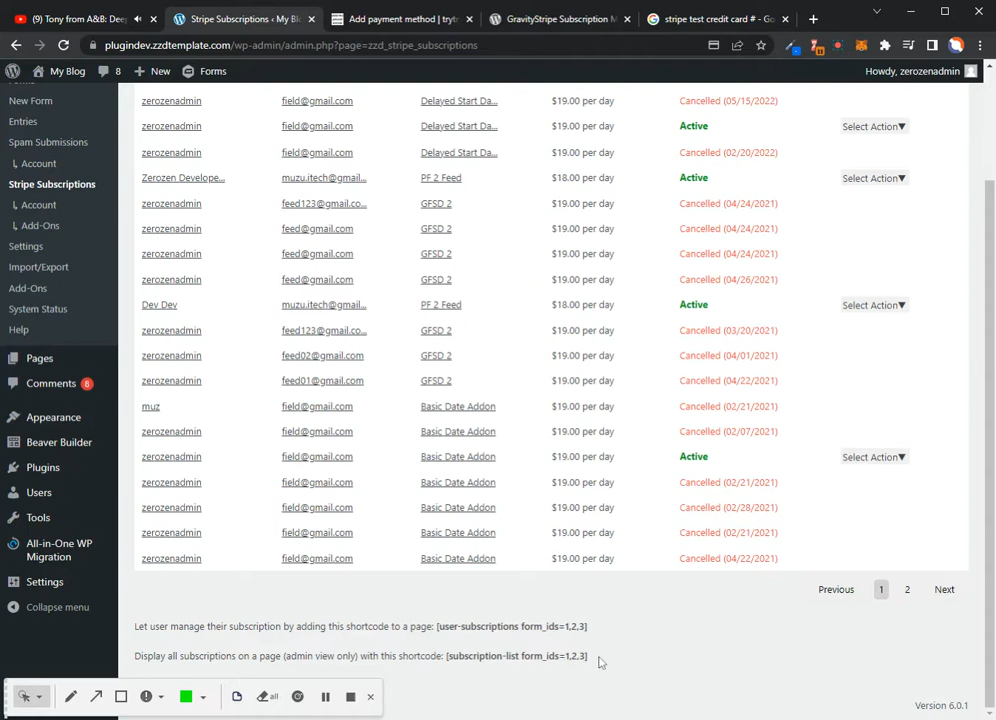 Tony from A&B: Dee
Stripe Subscriptions ‹ My Bl
Add payment method | trytr
GravityStripe Subscription M
stripe test credit card # - Go
plugindev.zzdtemplate.com/wp-admin/admin.php?page=zzd_stripe_subscriptions
My Blog 8 New Forms Howdy, zerozenadmin
New Form
Entries
Spam Submissions
Account
Stripe Subscriptions
Account
Add-Ons
Settings
Import/Export
Add-Ons
System Status
Help
Pages
Comments 8
Appearance
Beaver Builder
Plugins
Users
Tools
All-in-One WP
Migration
Settings
Collapse menu
zerozenadmin field@gmail.com Delayed Start Da... $19.00 per day Cancelled (05/15/2022)
zerozenadmin field@gmail.com Delayed Start Da... $19.00 per day Active Select Action▼
zerozenadmin field@gmail.com Delayed Start Da... $19.00 per day Cancelled (02/20/2022)
Zerozen Develope... muzu.itech@gmail... PF 2 Feed $18.00 per day Active Select Action▼
zerozenadmin feed123@gmail.co... GFSD 2 $19.00 per day Cancelled (04/24/2021)
zerozenadmin feed@gmail.com GFSD 2 $19.00 per day Cancelled (04/24/2021)
zerozenadmin feed@gmail.com GFSD 2 $19.00 per day Cancelled (04/24/2021)
zerozenadmin feed@gmail.com GFSD 2 $19.00 per day Cancelled (04/26/2021)
Dev Dev muzu.itech@gmail... PF 2 Feed $18.00 per day Active Select Action▼
zerozenadmin feed123@gmail.co... GFSD 2 $19.00 per day Cancelled (03/20/2021)
zerozenadmin feed02@gmail.com GFSD 2 $19.00 per day Cancelled (04/01/2021)
zerozenadmin feed01@gmail.com GFSD 2 $19.00 per day Cancelled (04/22/2021)
muz field@gmail.com Basic Date Addon $19.00 per day Cancelled (02/21/2021)
zerozenadmin field@gmail.com Basic Date Addon $19.00 per day Cancelled (02/07/2021)
zerozenadmin field@gmail.com Basic Date Addon $19.00 per day Active Select Action▼
zerozenadmin field@gmail.com Basic Date Addon $19.00 per day Cancelled (02/21/2021)
zerozenadmin field@gmail.com Basic Date Addon $19.00 per day Cancelled (02/28/2021)
zerozenadmin field@gmail.com Basic Date Addon $19.00 per day Cancelled (02/21/2021)
zerozenadmin field@gmail.com Basic Date Addon $19.00 per day Cancelled (04/22/2021)
Previous 1 2 Next
Let user manage their subscription by adding this shortcode to a page: [user-subscriptions form_ids=1,2,3]
Display all subscriptions on a page (admin view only) with this shortcode: [subscription-list form_ids=1,2,3]
all
Version 6.0.1